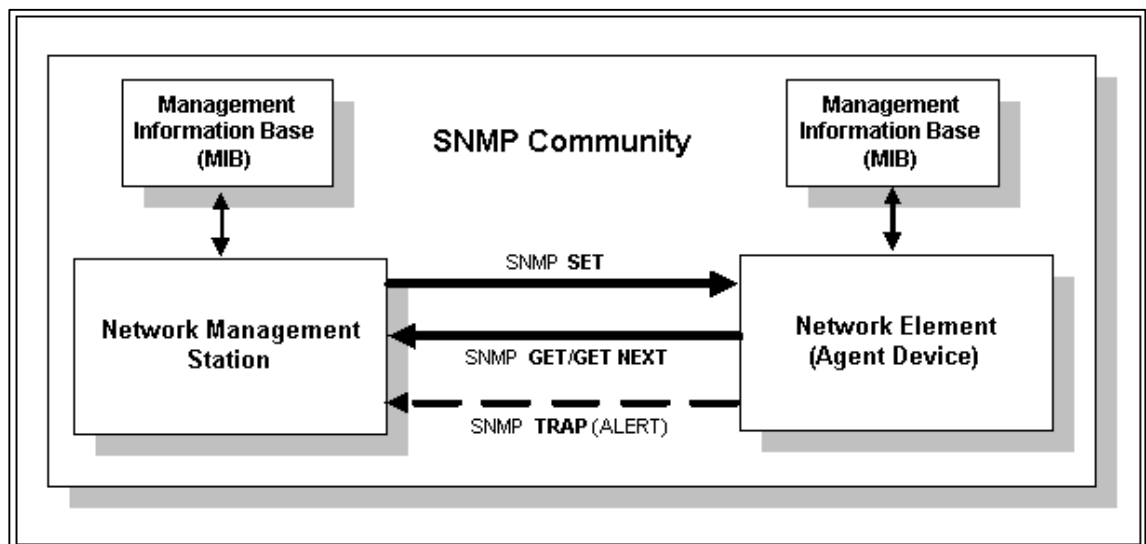 Management
Information Base
(MIB)
SNMP Community
Management
Information Base
(MIB)
SNMP SET
Network Management
Station
SNMP GET/GET NEXT
Network Element
(Agent Device)
SNMP TRAP (ALERT)